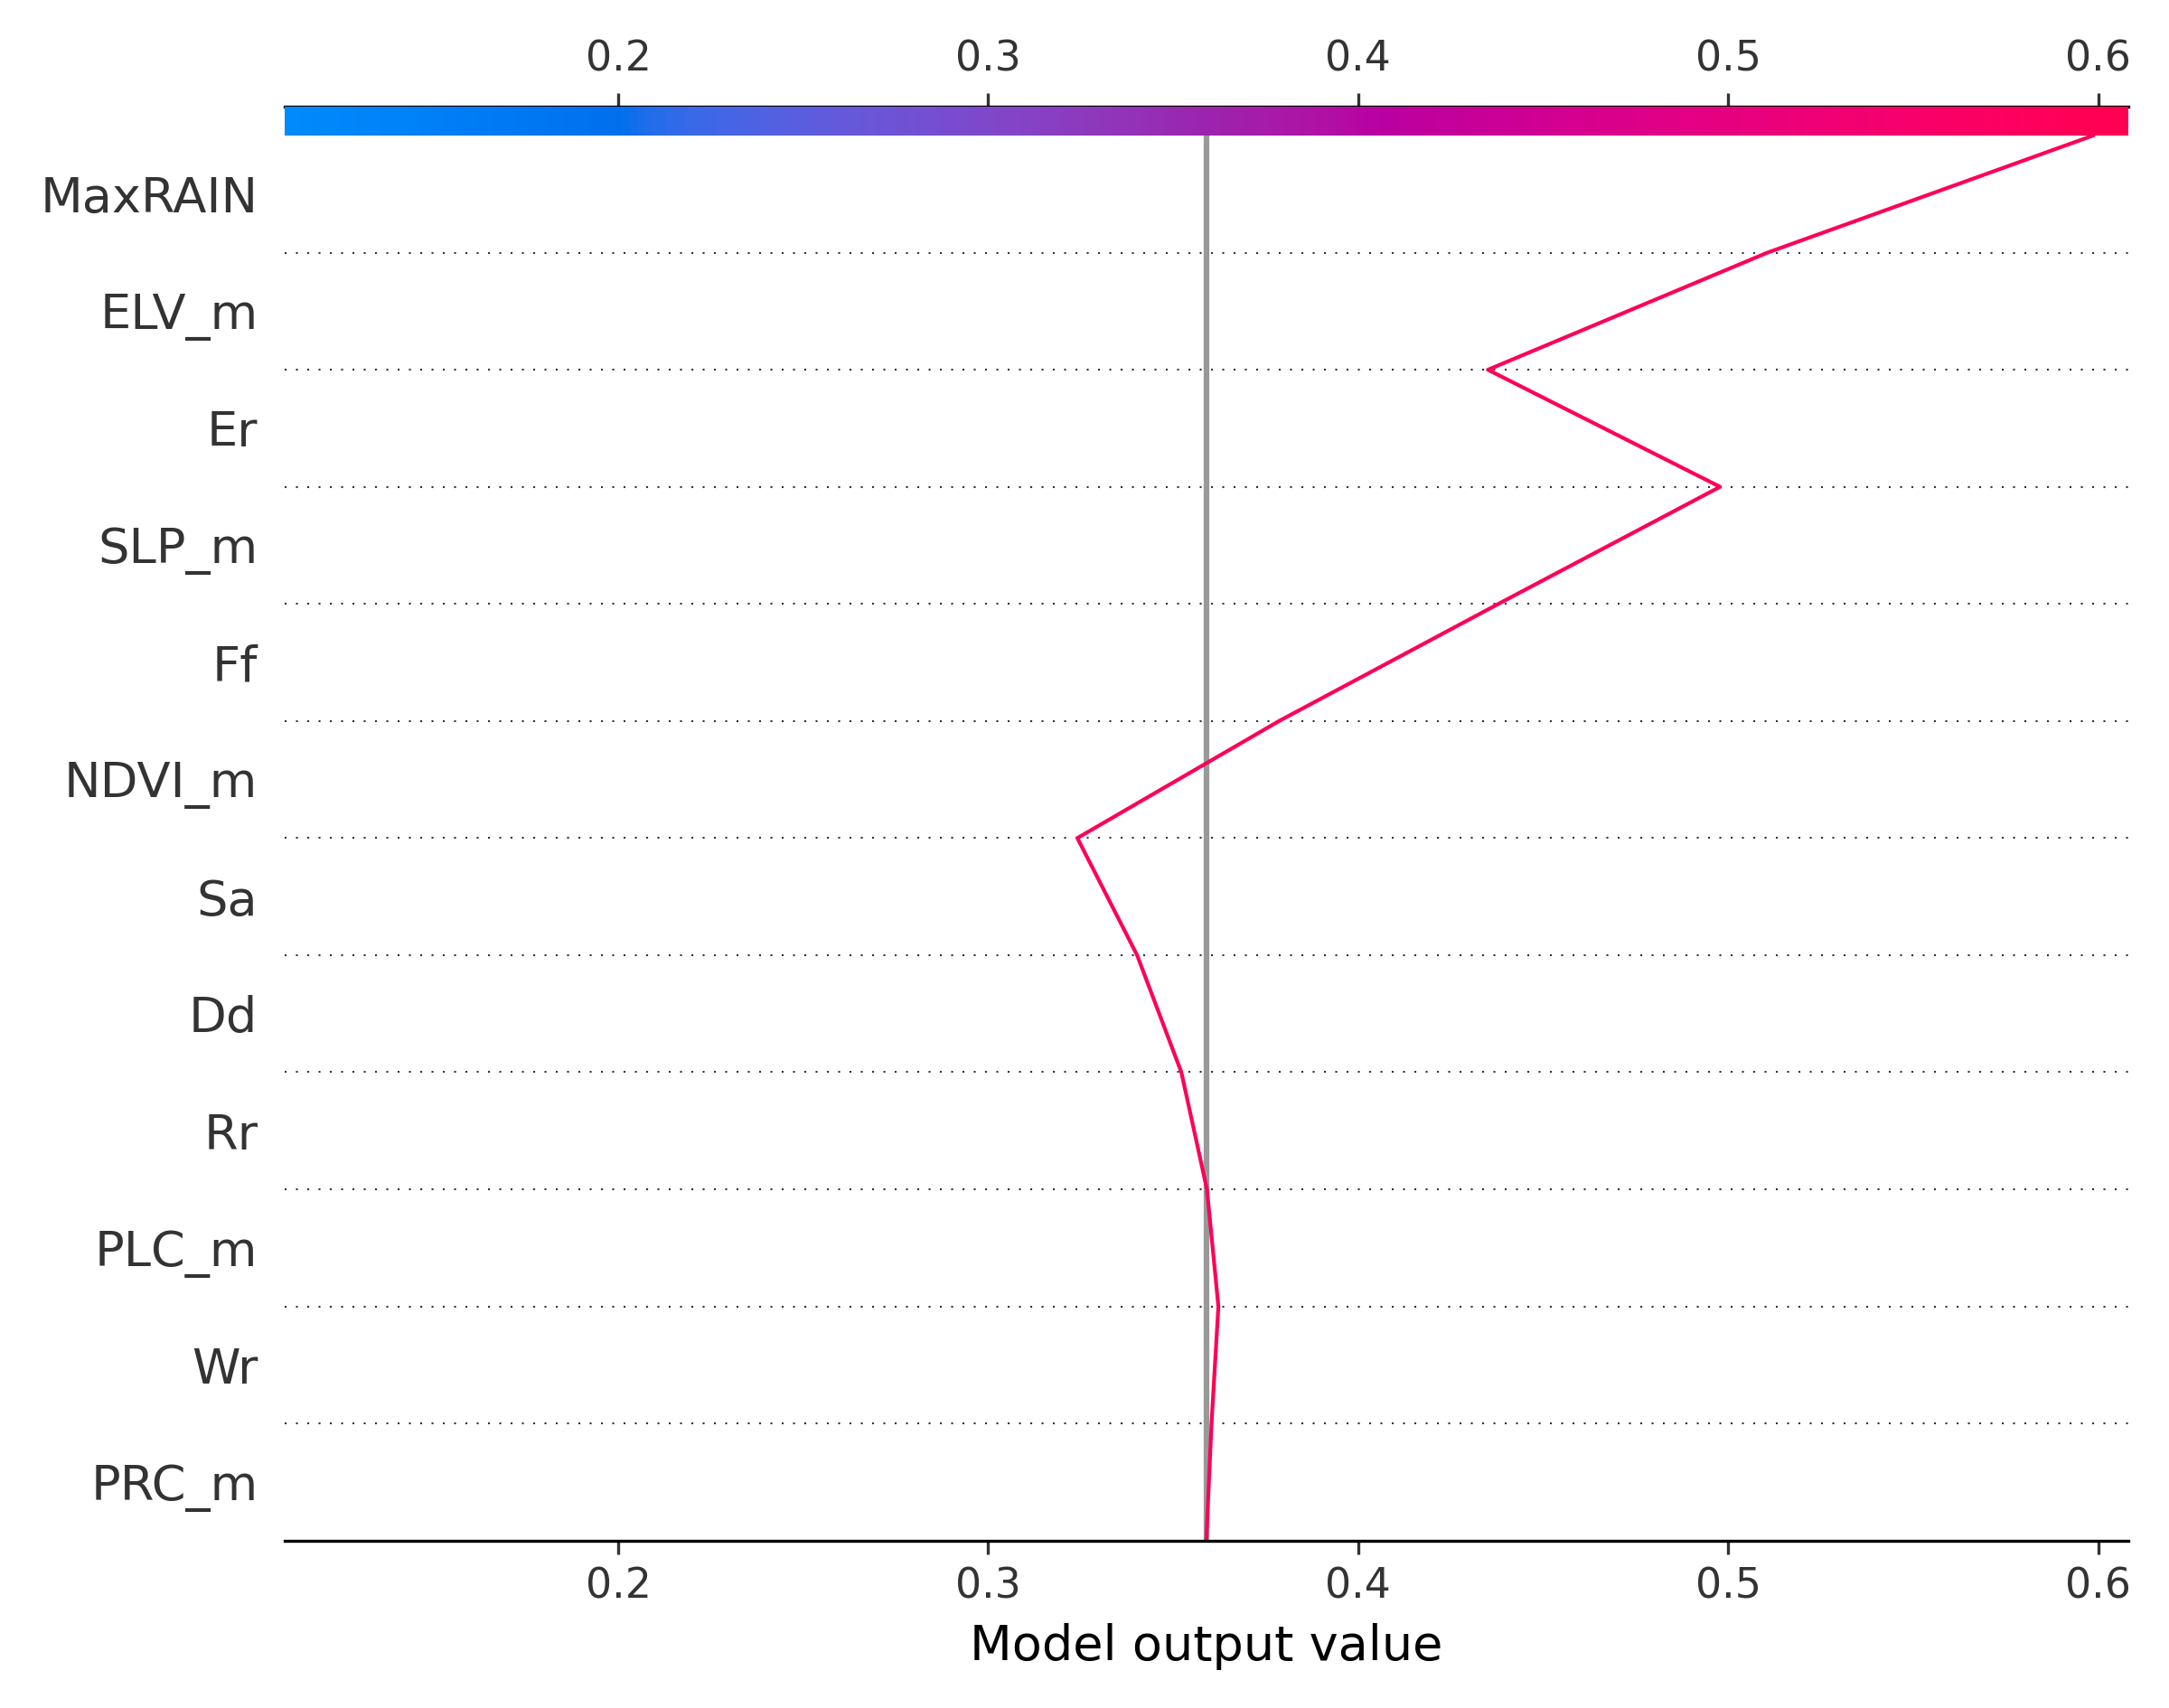 0.2 0.3 0.4 0.5 0.6
MaxRAIN
ELV_m
Er
SLP_m
Ff
NDVI_m
Sa
Dd
Rr
PLC_m
Wr
PRC_m
0.2 0.3 0.4 0.5 0.6
Model output value